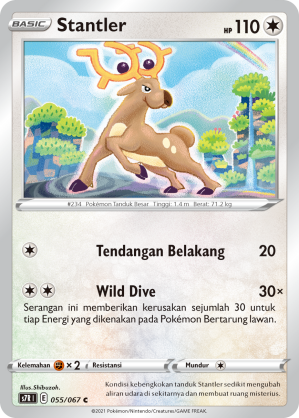 BASIC Stantler HP 110
#234 Pokémon Tanduk Besar Tinggi: 1.4 m Berat: 71.2 kg
Tendangan Belakang 20
Wild Dive 30×
Serangan ini memberikan kerusakan sejumlah 30 untuk
tiap Energi yang dikenakan pada Pokémon Bertarung lawan.
Kelemahan × 2 Resistansi Mundur
Illus. Shibuzoh.
Kondisi kebengkokan tanduk Stantler sedikit mengubah
aliran udara di sekitarnya dan membuat ruang misterius.
s7R I E 055/067 C
©2021 Pokémon/Nintendo/Creatures/GAME FREAK